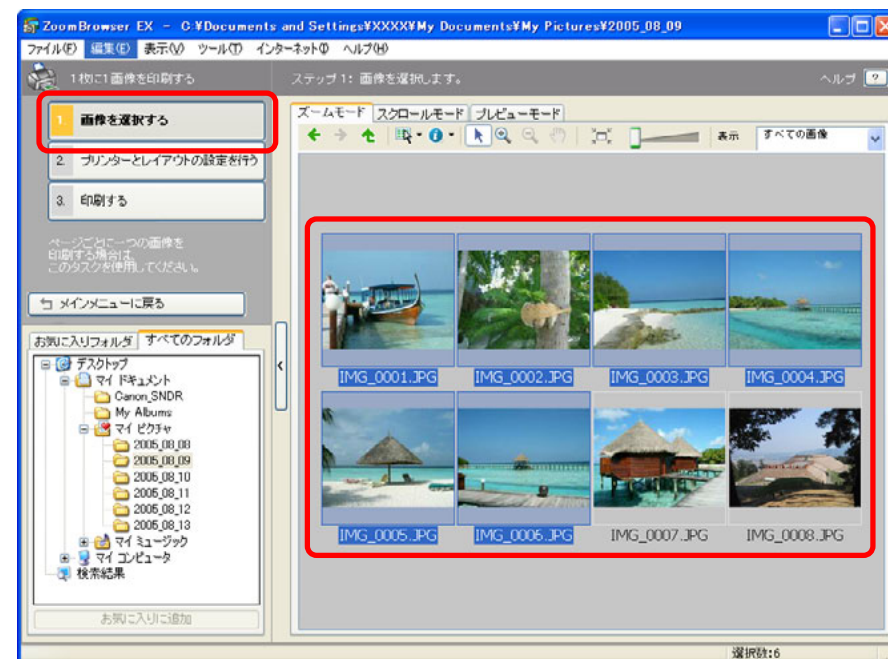 ZoomBrowser EX - C:¥Documents and Settings¥XXXX¥My Documents¥My Pictures¥2005_08_09
ファイル(F) 編集(E) 表示(V) ツール(T) インターネット(I) ヘルプ(H)
1枚に1画像を印刷する
ステップ1: 画像を選択します。
ヘルプ ?
1. 画像を選択する
2. プリンターとレイアウトの設定を行う
3. 印刷する
ページごとに一つの画像を
印刷する場合は、
このタスクを使用してください。
メインメニューに戻る
ズームモード スクロールモード プレビューモード
表示 すべての画像
お気に入りフォルダ すべてのフォルダ
デスクトップ
マイ ドキュメント
Canon_SNDR
My Albums
マイ ピクチャ
2005_08_08
2005_08_09
2005_08_10
2005_08_11
2005_08_12
2005_08_13
マイ ミュージック
マイ コンピュータ
検索結果
お気に入りに追加
IMG_0001.JPG IMG_0002.JPG IMG_0003.JPG IMG_0004.JPG
IMG_0005.JPG IMG_0006.JPG IMG_0007.JPG IMG_0008.JPG
選択数:6